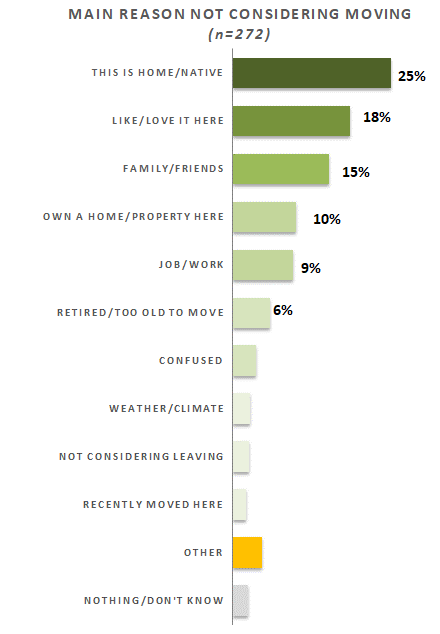 MAIN REASON NOT CONSIDERING MOVING
(n=272)
THIS IS HOME/NATIVE 25%
LIKE/LOVE IT HERE 18%
FAMILY/FRIENDS 15%
OWN A HOME/PROPERTY HERE 10%
JOB/WORK 9%
RETIRED/TOO OLD TO MOVE 6%
CONFUSED
WEATHER/CLIMATE
NOT CONSIDERING LEAVING
RECENTLY MOVED HERE
OTHER
NOTHING/DON'T KNOW